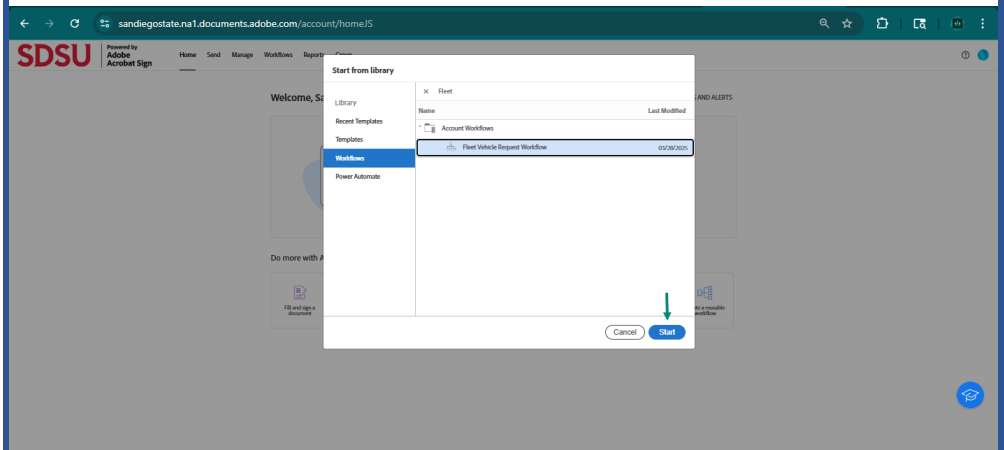 sandiegostate.na1.documents.adobe.com/account/homeJS
SDSU
Powered by
Adobe
Acrobat Sign
Home Send Manage Workflows Reports
Start from library
Welcome, Sa
AND ALERTS
Library
Recent Templates
Templates
Workflows
Power Automate
× Fleet
Name Last Modified
Account Workflows
Fleet Vehicle Request Workflow 03/28/2025
Do more with A
Fill and sign a
document
te a reusable
workflow
Cancel Start